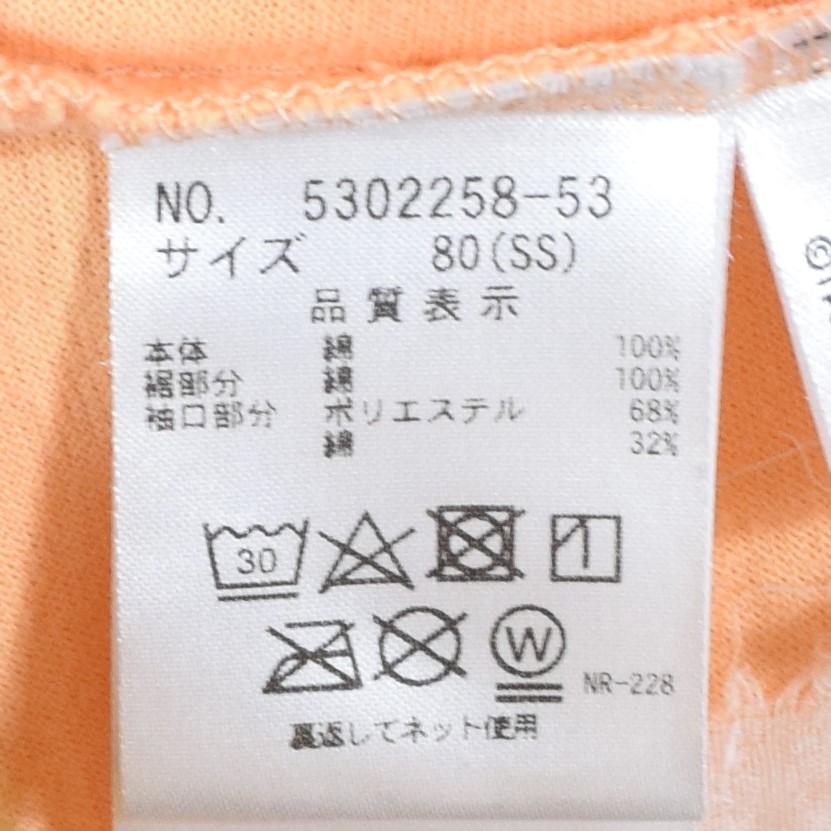 NO. 5302258-53
サイズ 80(SS)
品質表示
本体 綿 100%
裾部分 綿 100%
袖口部分 ポリエステル 68%
綿 32%
30
W
NR-228
裏返してネット使用